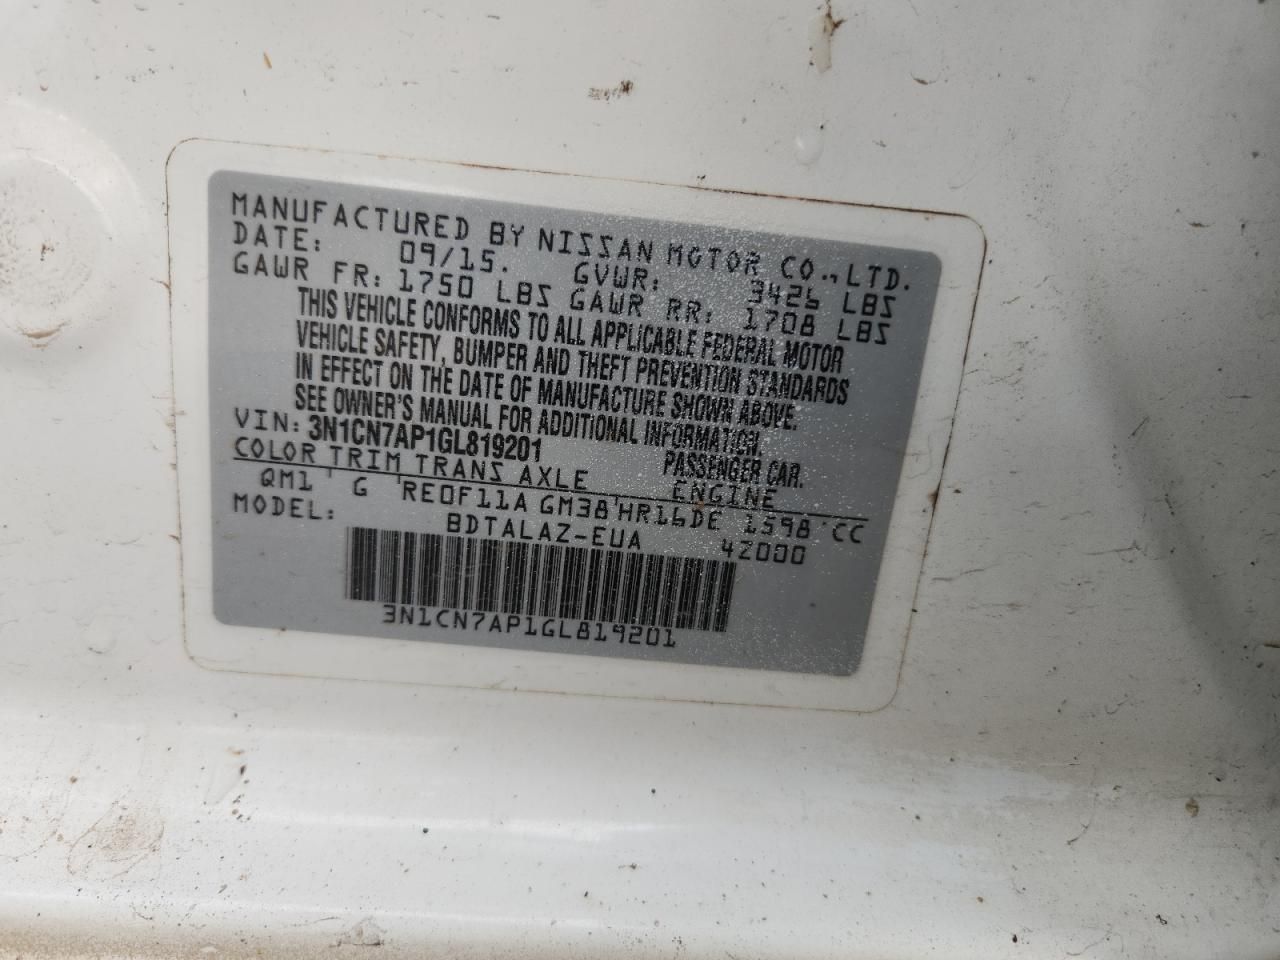 MANUFACTURED BY NISSAN MOTOR CO., LTD.
DATE: 09/15. GVWR: 3426 LBS
GAWR FR: 1750 LBS GAWR RR: 1708 LBS
THIS VEHICLE CONFORMS TO ALL APPLICABLE FEDERAL MOTOR
VEHICLE SAFETY, BUMPER AND THEFT PREVENTION STANDARDS
IN EFFECT ON THE DATE OF MANUFACTURE SHOWN ABOVE.
SEE OWNER'S MANUAL FOR ADDITIONAL INFORMATION.
VIN: 3N1CN7AP1GL819201 PASSENGER CAR.
COLOR TRIM TRANS AXLE ENGINE
QM1 ' G ' RE0F11A GM38 ' HR16DE 1598 ' CC
MODEL: BDTALAZ-EUA 42000
3N1CN7AP1GL819201